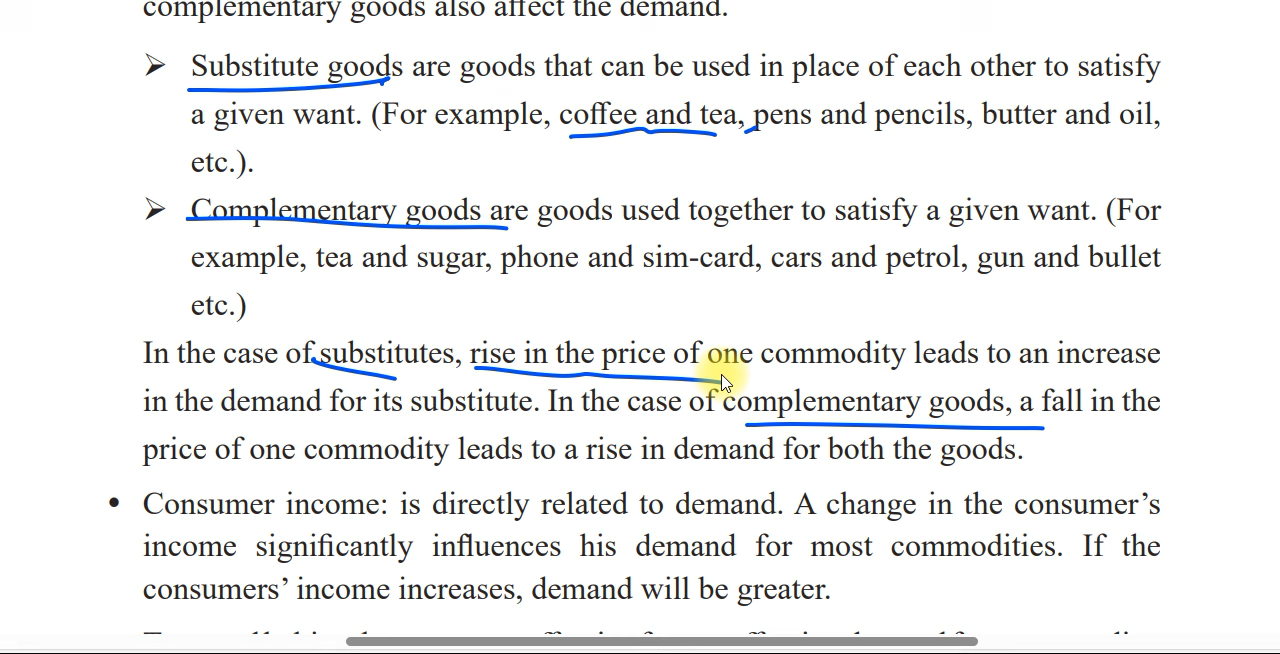 complementary goods also affect the demand.
➢ Substitute goods are goods that can be used in place of each other to satisfy
a given want. (For example, coffee and tea, pens and pencils, butter and oil,
etc.).
➢ Complementary goods are goods used together to satisfy a given want. (For
example, tea and sugar, phone and sim-card, cars and petrol, gun and bullet
etc.)
In the case of substitutes, rise in the price of one commodity leads to an increase
in the demand for its substitute. In the case of complementary goods, a fall in the
price of one commodity leads to a rise in demand for both the goods.
• Consumer income: is directly related to demand. A change in the consumer’s
income significantly influences his demand for most commodities. If the
consumers’ income increases, demand will be greater.